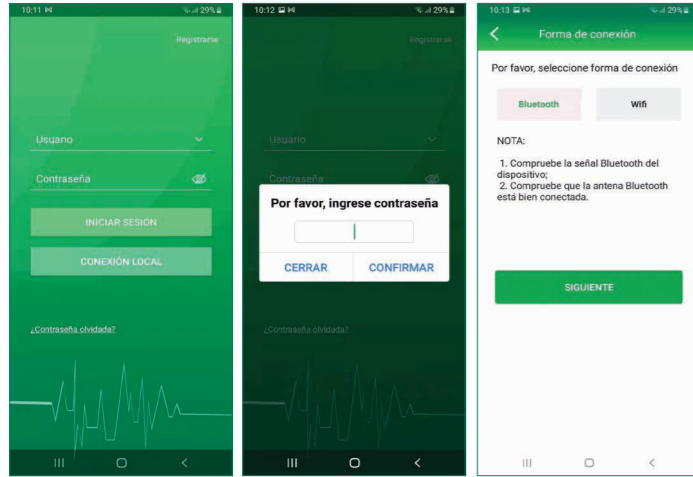 10:11
29%
Registrarse
Usuario
Contraseña
INICIAR SESION
CONEXIÓN LOCAL
¿Contraseña olvidada?
10:12
29%
Registrarse
Usuario
Contraseña
Por favor, ingrese contraseña
CERRAR
CONFIRMAR
¿Contraseña olvidada?
10:13
29%
Forma de conexión
Por favor, seleccione forma de conexión
Bluetooth
Wifi
NOTA:
1. Compruebe la señal Bluetooth del
dispositivo;
2. Compruebe que la antena Bluetooth
está bien conectada.
SIGUIENTE